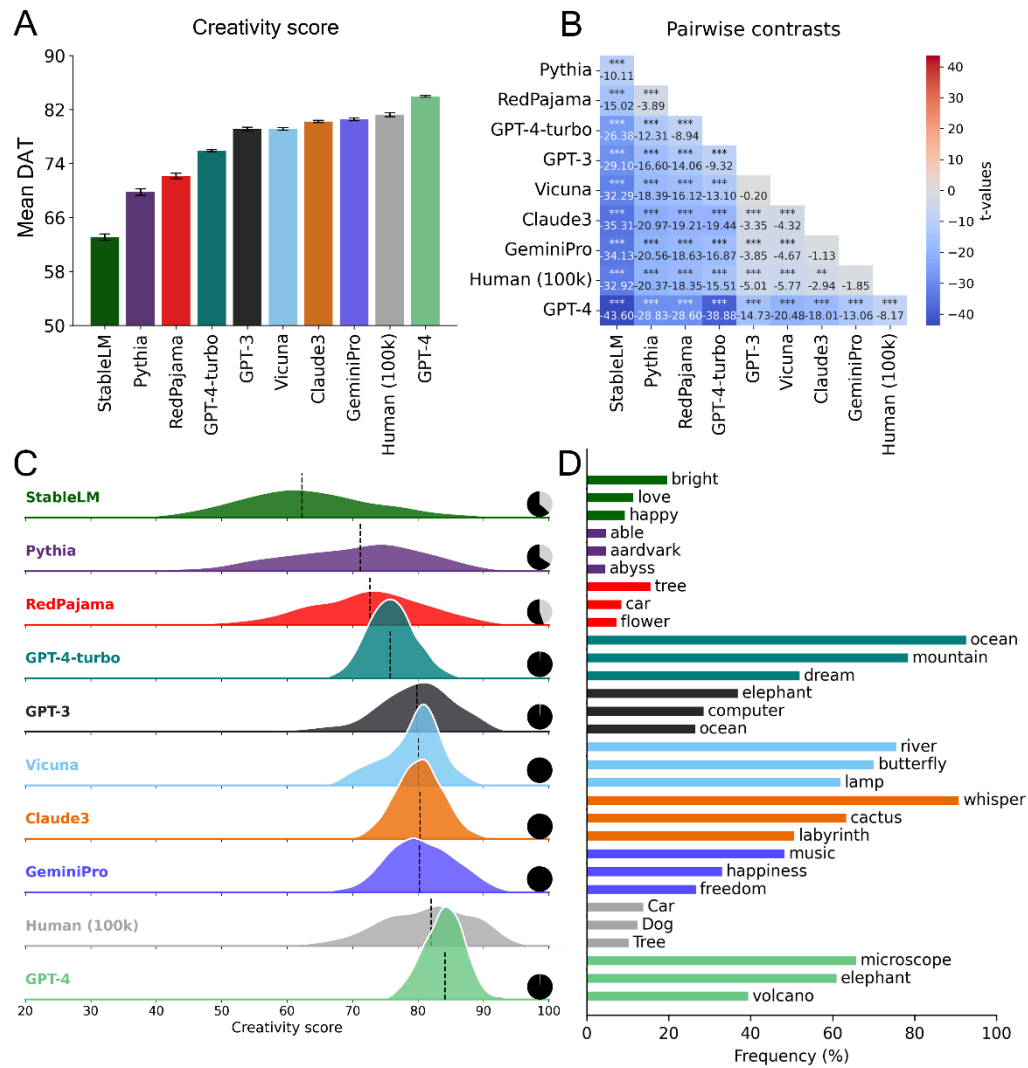 A
Creativity score
Mean DAT
90
82
74
66
58
50
StableLM
Pythia
RedPajama
GPT-4-turbo
GPT-3
Vicuna
Claude3
GeminiPro
Human (100k)
GPT-4
B
Pairwise contrasts
Pythia
*** 
-10.11
RedPajama
*** ***
-15.02 -3.89
GPT-4-turbo
*** *** ***
-26.38 -12.31 -8.94
GPT-3
*** *** *** ***
-29.10 -16.60 -14.06 -9.32
Vicuna
*** *** *** ***
-32.29 -18.39 -16.12 -13.10 -0.20
Claude3
*** *** *** *** *** ***
-35.31 -20.97 -19.21 -19.44 -3.35 -4.32
GeminiPro
*** *** *** *** *** ***
-34.13 -20.56 -18.63 -16.87 -3.85 -4.67 -1.13
Human (100k)
*** *** *** *** *** *** **
-32.92 -20.37 -18.35 -15.51 -5.01 -5.77 -2.94 -1.85
GPT-4
*** *** *** *** *** *** *** *** ***
-43.60 -28.83 -28.60 -38.88 -14.73 -20.48 -18.01 -13.06 -8.17
StableLM
Pythia
RedPajama
GPT-4-turbo
GPT-3
Vicuna
Claude3
GeminiPro
Human (100k)
40
30
20
10
0
-10
-20
-30
-40
t-values
C
StableLM
Pythia
RedPajama
GPT-4-turbo
GPT-3
Vicuna
Claude3
GeminiPro
Human (100k)
GPT-4
20 30 40 50 60 70 80 90 100
Creativity score
D
bright
love
happy
able
aardvark
abyss
tree
car
flower
ocean
mountain
dream
elephant
computer
ocean
river
butterfly
lamp
whisper
cactus
labyrinth
music
happiness
freedom
Car
Dog
Tree
microscope
elephant
volcano
0 20 40 60 80 100
Frequency (%)